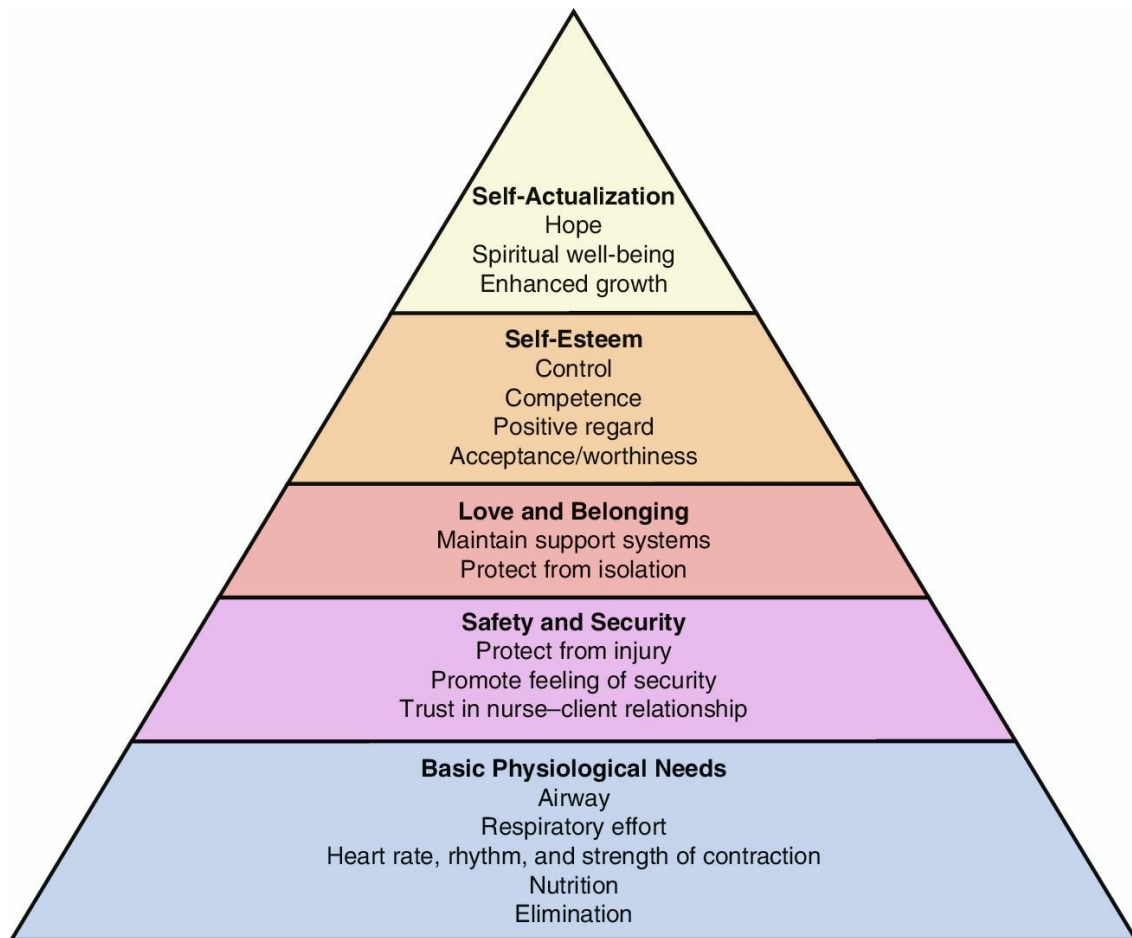 Self-Actualization
Hope
Spiritual well-being
Enhanced growth
Self-Esteem
Control
Competence
Positive regard
Acceptance/worthiness
Love and Belonging
Maintain support systems
Protect from isolation
Safety and Security
Protect from injury
Promote feeling of security
Trust in nurse–client relationship
Basic Physiological Needs
Airway
Respiratory effort
Heart rate, rhythm, and strength of contraction
Nutrition
Elimination